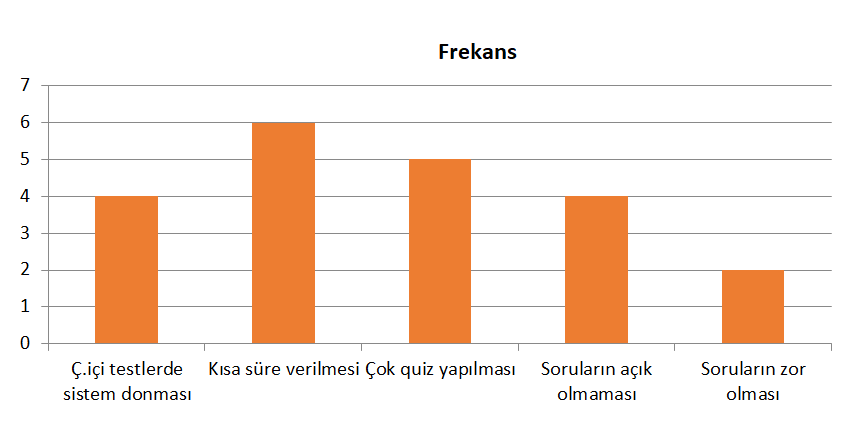 Frekans
7
6
5
4
3
2
1
0
Ç.içi testlerde
sistem donması
Kısa süre verilmesi
Çok quiz yapılması
Soruların açık
olmaması
Soruların zor
olması